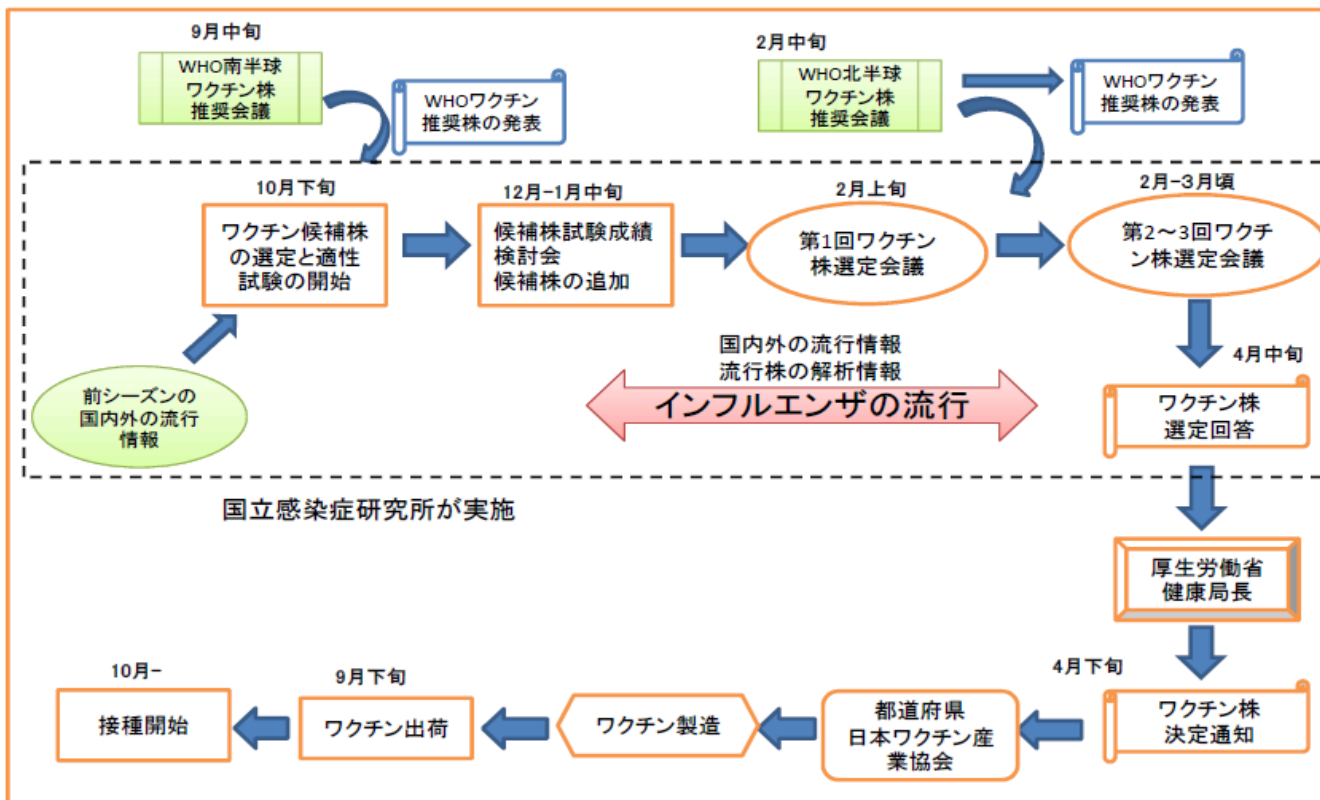 9月中旬
WHO南半球
ワクチン株
推奨会議
WHOワクチン
推奨株の発表
2月中旬
WHO北半球
ワクチン株
推奨会議
WHOワクチン
推奨株の発表
10月下旬
ワクチン候補株
の選定と適性
試験の開始
12月-1月中旬
候補株試験成績
検討会
候補株の追加
2月上旬
第1回ワクチン
株選定会議
2月-3月頃
第2～3回ワクチ
ン株選定会議
前シーズンの
国内外の流行
情報
国内外の流行情報
流行株の解析情報
インフルエンザの流行
4月中旬
ワクチン株
選定回答
国立感染症研究所が実施
厚生労働省
健康局長
4月下旬
ワクチン株
決定通知
都道府県
日本ワクチン産
業協会
ワクチン製造
9月下旬
ワクチン出荷
10月-
接種開始